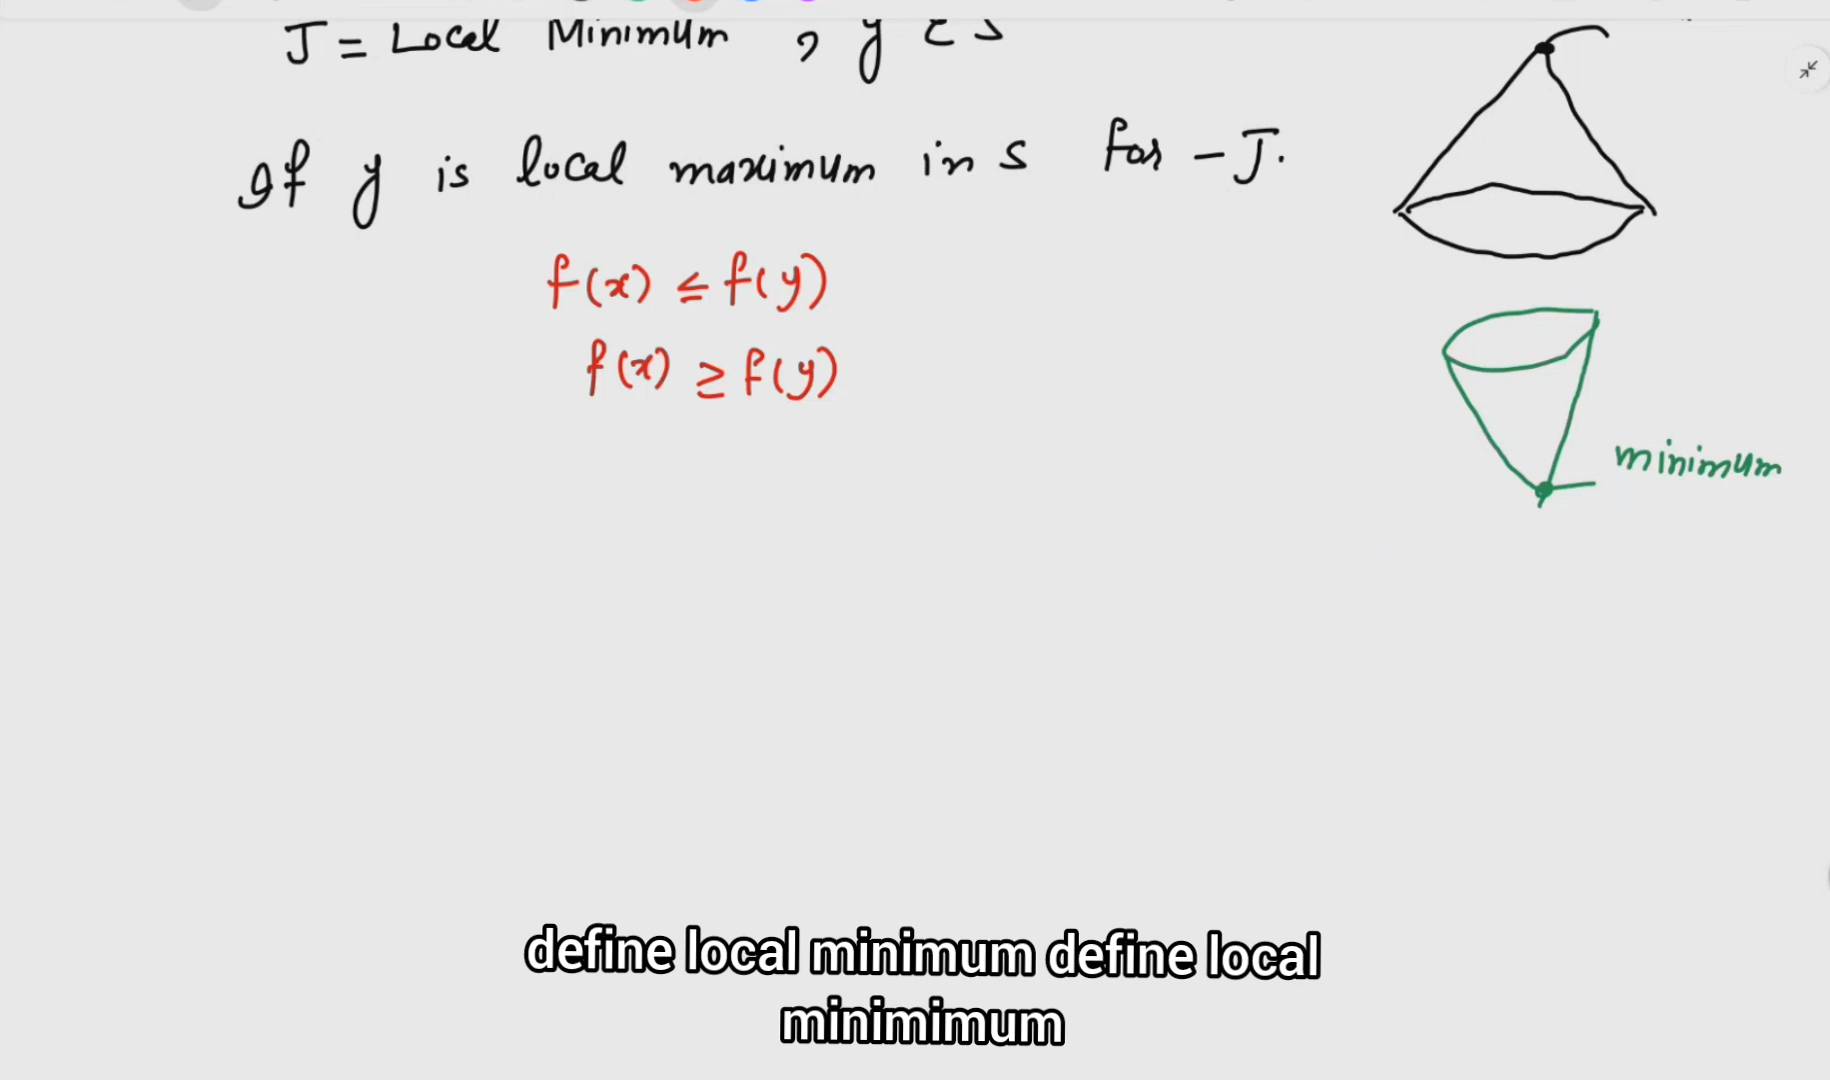 J = Local Minimum , y ∈ S
If y is local maximum in S for - J.
f(x) ≤ f(y)
f(x) ≥ f(y)
minimum
define local minimum define local
minimimum